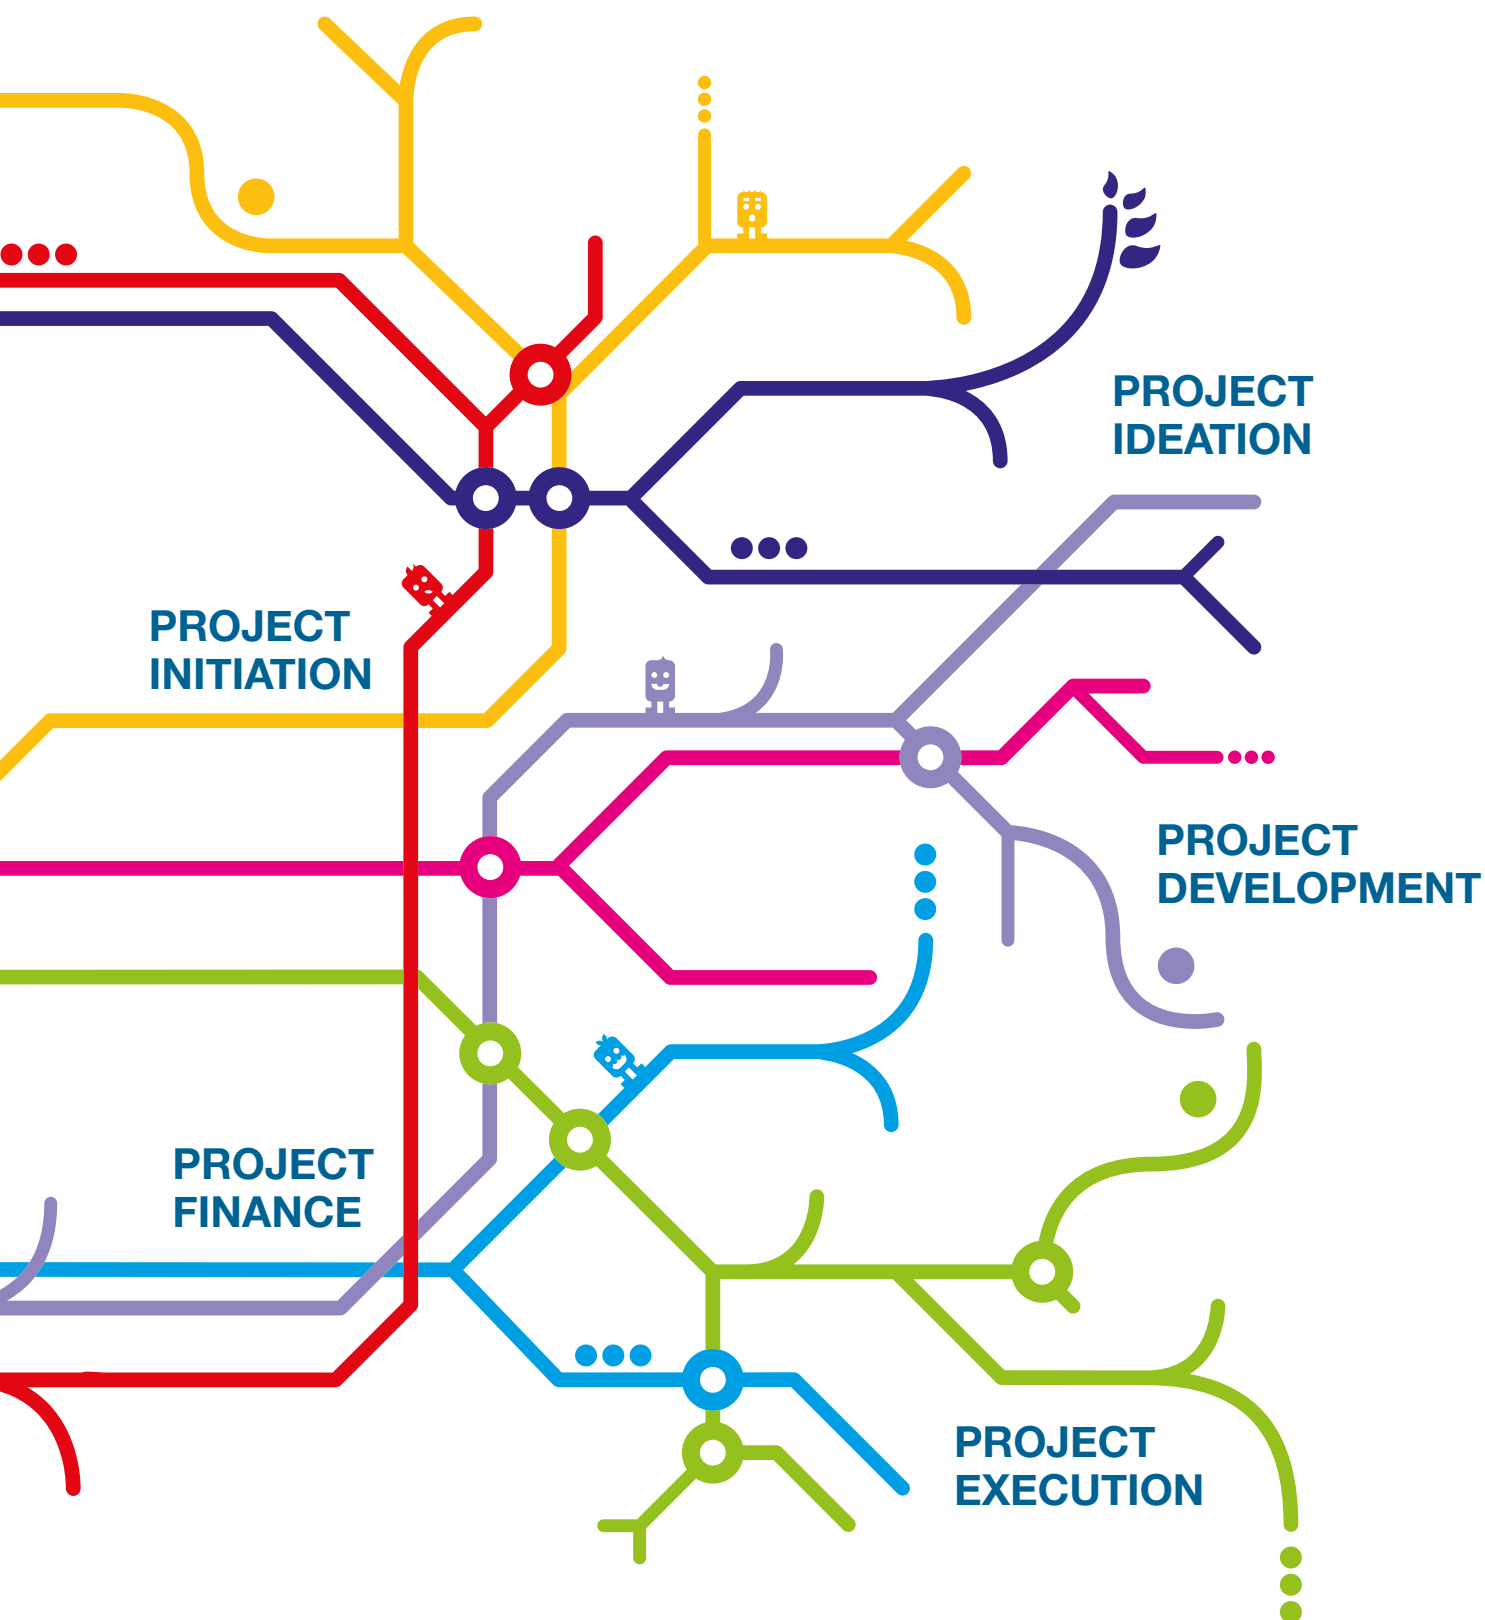 PROJECT
IDEATION
PROJECT
INITIATION
PROJECT
DEVELOPMENT
PROJECT
FINANCE
PROJECT
EXECUTION